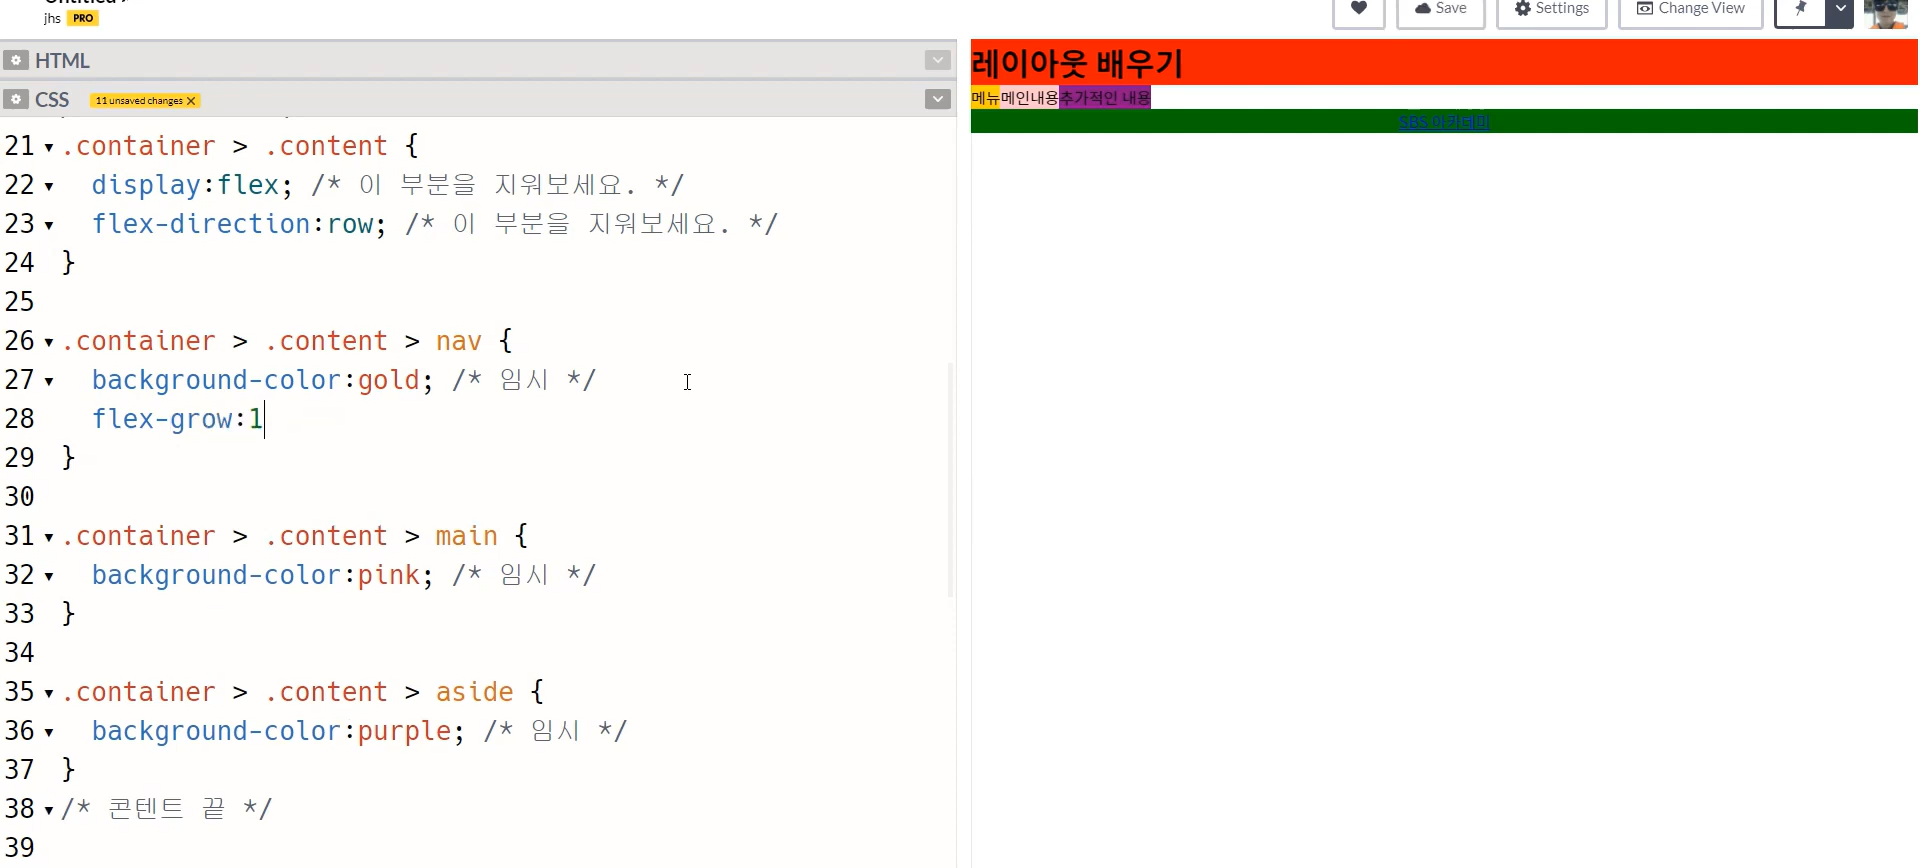 jhs PRO
Save
Settings
Change View
HTML
CSS
11 unsaved changes ×
21 .container > .content {
22 display:flex; /* 이 부분을 지워보세요. */
23 flex-direction:row; /* 이 부분을 지워보세요. */
24 }
25
26 .container > .content > nav {
27 background-color:gold; /* 임시 */
28 flex-grow:1
29 }
30
31 .container > .content > main {
32 background-color:pink; /* 임시 */
33 }
34
35 .container > .content > aside {
36 background-color:purple; /* 임시 */
37 }
38 /* 콘텐트 끝 */
39
레이아웃 배우기
메뉴메인내용추가적인 내용
SBS 아카데미